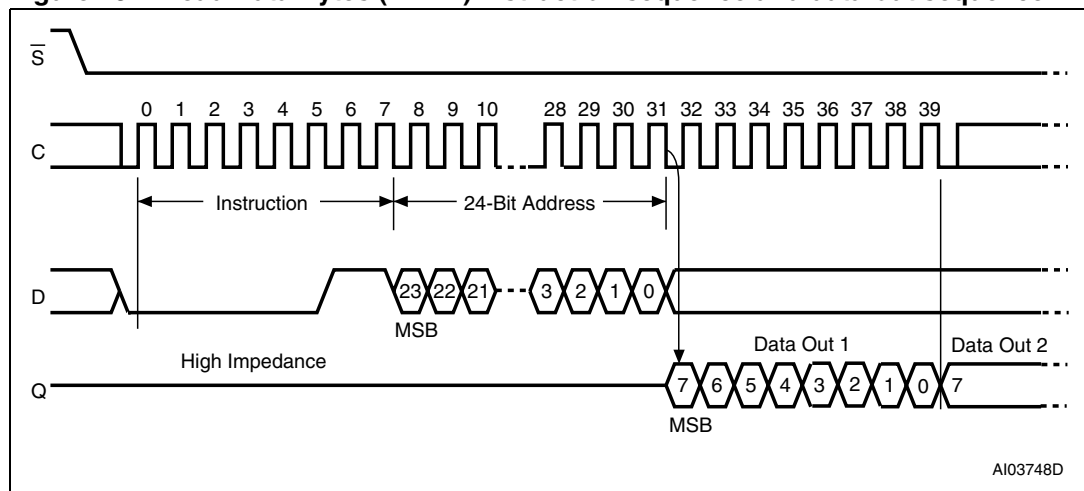 S
0 1 2 3 4 5 6 7 8 9 10 28 29 30 31 32 33 34 35 36 37 38 39
C
Instruction 24-Bit Address
D 23 22 21 3 2 1 0
MSB
High Impedance Data Out 1 Data Out 2
Q 7 6 5 4 3 2 1 0 7
MSB
AI03748D